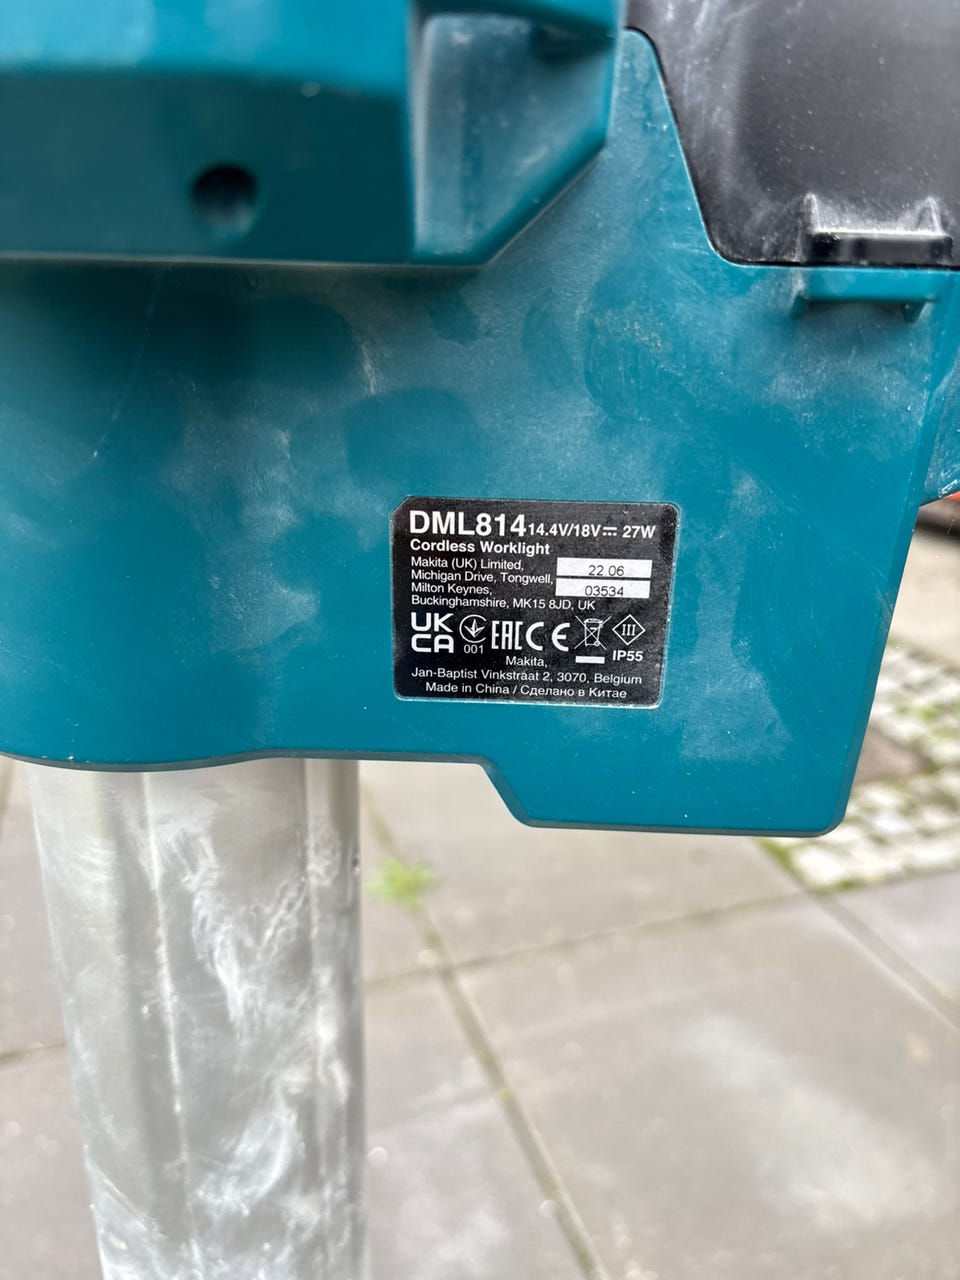 DML814 14.4V/18V⎓ 27W
Cordless Worklight
Makita (UK) Limited,
Michigan Drive, Tongwell,
Milton Keynes,
Buckinghamshire, MK15 8JD, UK
22 06
03534
UK
CA
001
EAC CE
III
IP55
Makita,
Jan-Baptist Vinkstraat 2, 3070, Belgium
Made in China / Сделано в Китае